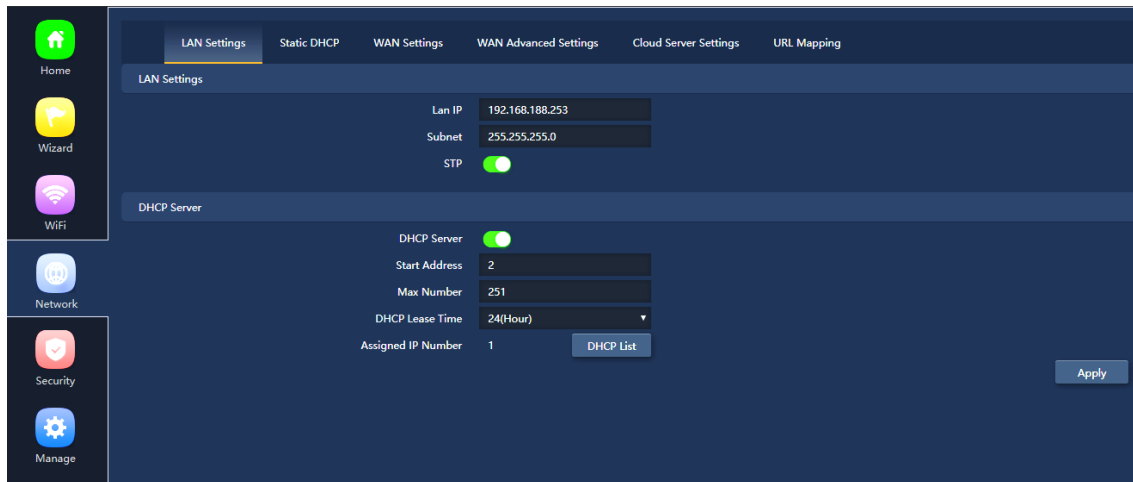 Home
Wizard
WiFi
Network
Security
Manage
LAN Settings Static DHCP WAN Settings WAN Advanced Settings Cloud Server Settings URL Mapping
LAN Settings
Lan IP 192.168.188.253
Subnet 255.255.255.0
STP
DHCP Server
DHCP Server
Start Address 2
Max Number 251
DHCP Lease Time 24(Hour)
Assigned IP Number 1 DHCP List
Apply